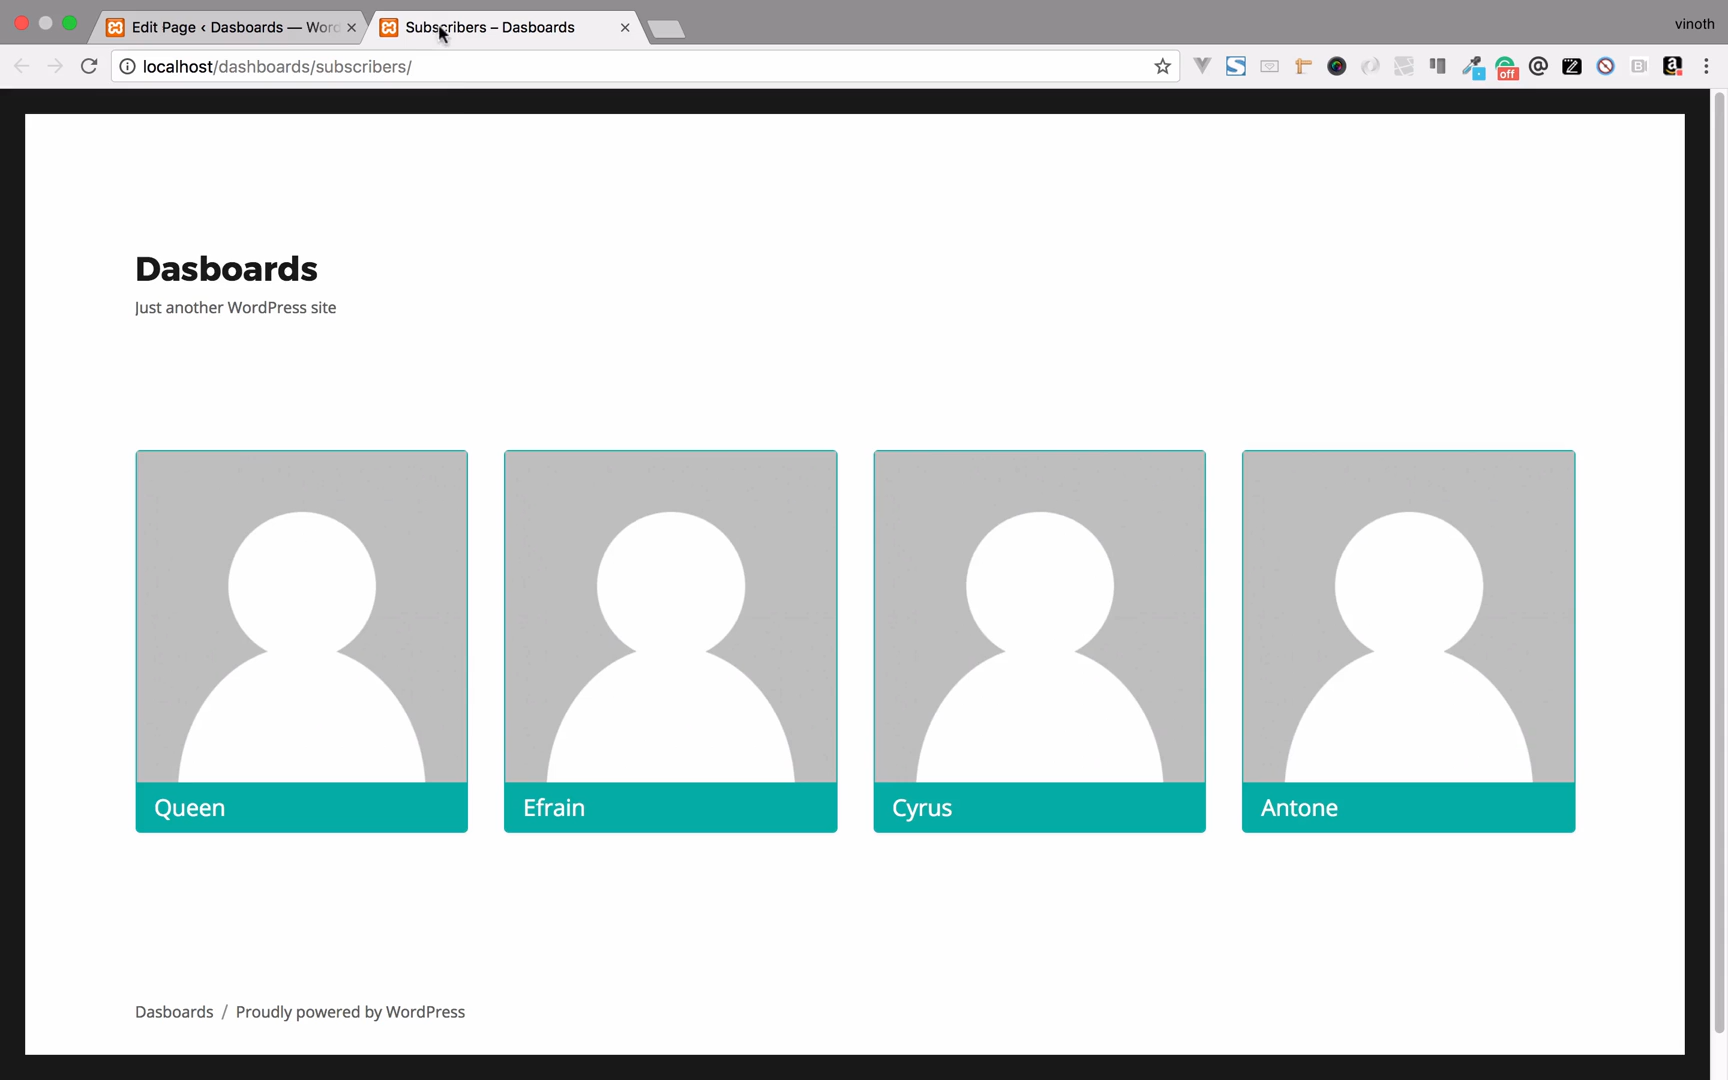 Edit Page ‹ Dasboards — Word
Subscribers – Dasboards
vinoth
localhost/dashboards/subscribers/
off
Dasboards
Just another WordPress site
Queen
Efrain
Cyrus
Antone
Dasboards / Proudly powered by WordPress